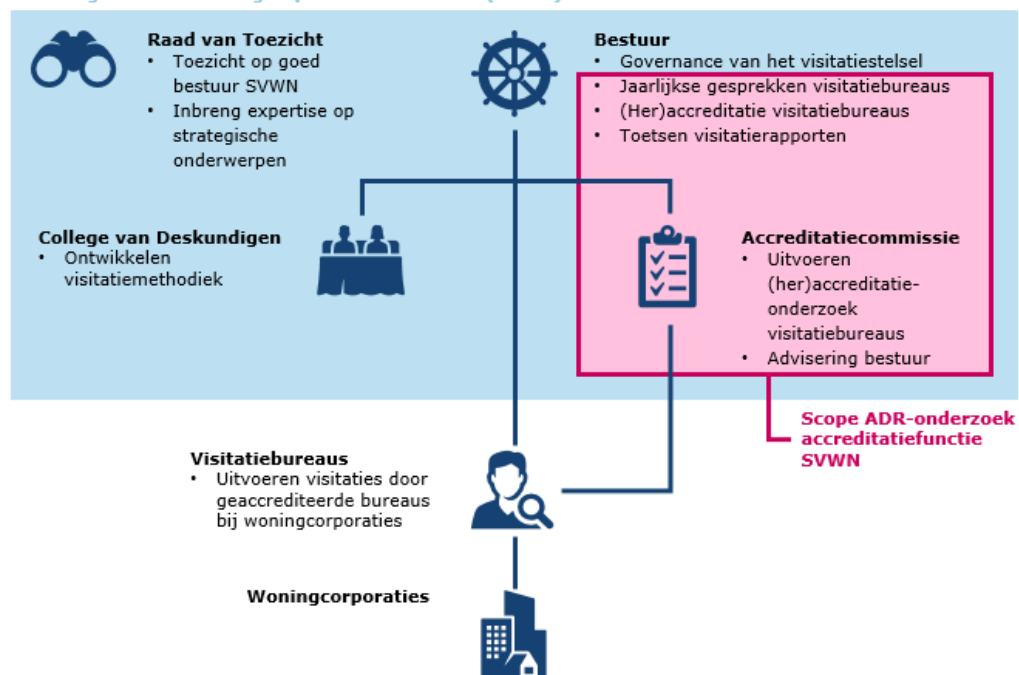 Raad van Toezicht
• Toezicht op goed
bestuur SVWN
• Inbreng expertise op
strategische
onderwerpen
Bestuur
• Governance van het visitatiestelsel
• Jaarlijkse gesprekken visitatiebureaus
• (Her)accreditatie visitatiebureaus
• Toetsen visitatierapporten
College van Deskundigen
• Ontwikkelen
visitatiemethodiek
Accreditatiecommissie
• Uitvoeren
(her)accreditatie-
onderzoek
visitatiebureaus
• Advisering bestuur
Scope ADR-onderzoek
accreditatiefunctie
SVWN
Visitatiebureaus
• Uitvoeren visitaties door
geaccrediteerde bureaus
bij woningcorporaties
Woningcorporaties